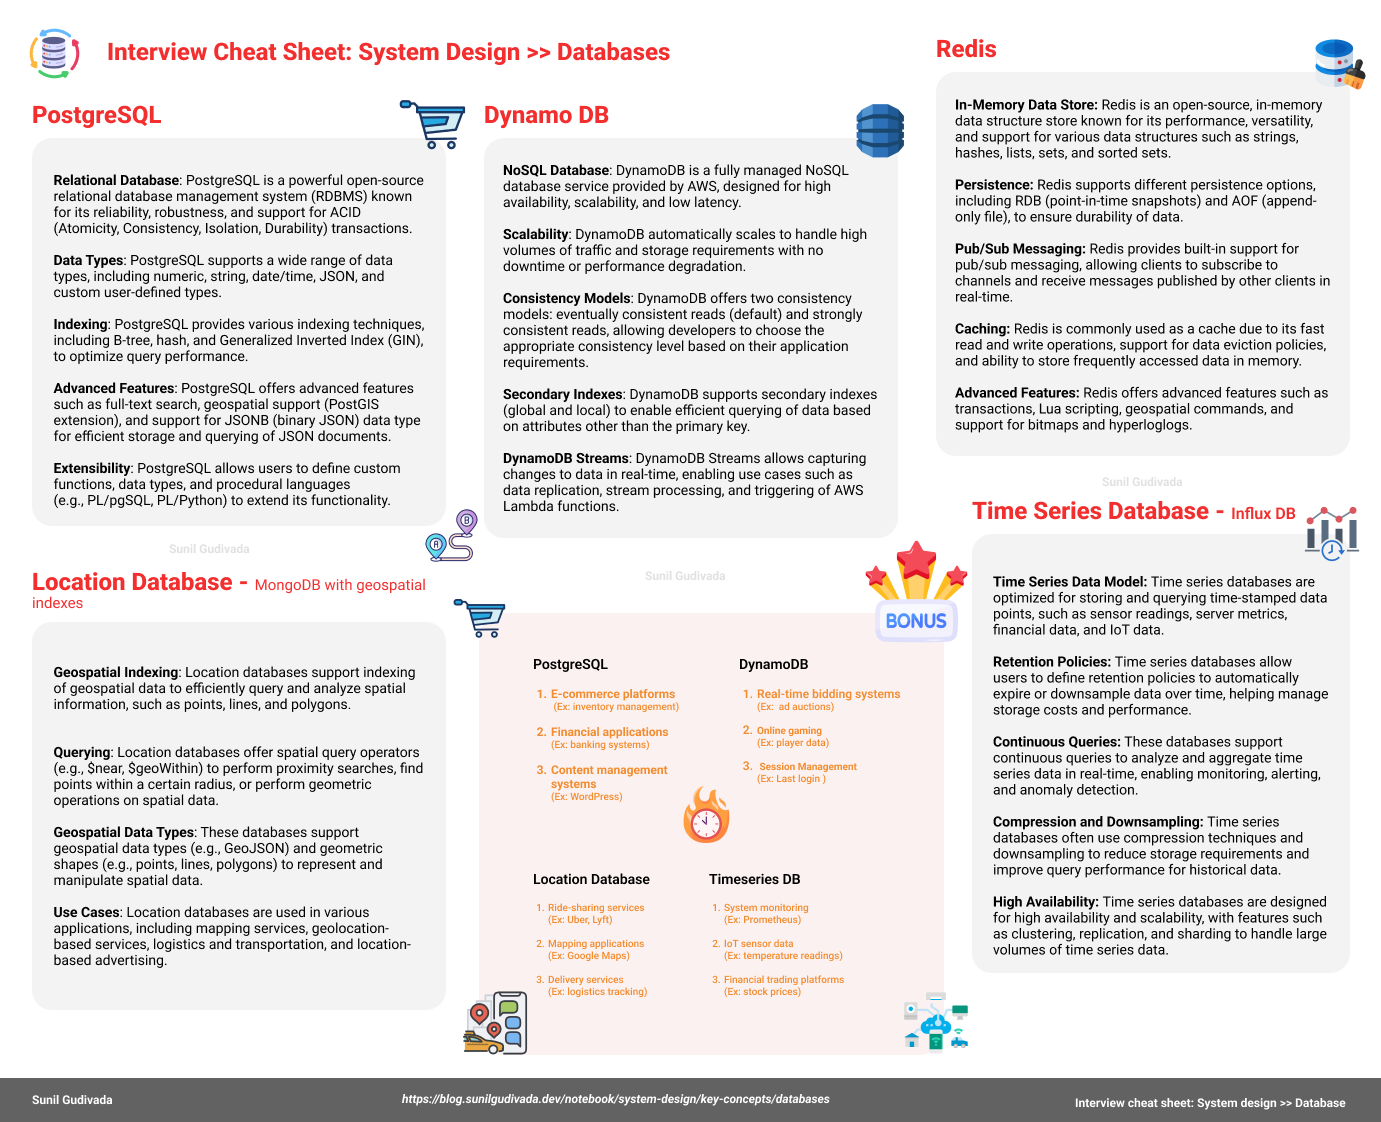 Interview Cheat Sheet: System Design >> Databases
PostgreSQL
Relational Database: PostgreSQL is a powerful open-source
relational database management system (RDBMS) known
for its reliability, robustness, and support for ACID
(Atomicity, Consistency, Isolation, Durability) transactions.
Data Types: PostgreSQL supports a wide range of data
types, including numeric, string, date/time, JSON, and
custom user-defined types.
Indexing: PostgreSQL provides various indexing techniques,
including B-tree, hash, and Generalized Inverted Index (GIN),
to optimize query performance.
Advanced Features: PostgreSQL offers advanced features
such as full-text search, geospatial support (PostGIS
extension), and support for JSONB (binary JSON) data type
for efficient storage and querying of JSON documents.
Extensibility: PostgreSQL allows users to define custom
functions, data types, and procedural languages
(e.g., PL/pgSQL, PL/Python) to extend its functionality.
Sunil Gudivada
A
B
Dynamo DB
NoSQL Database: DynamoDB is a fully managed NoSQL
database service provided by AWS, designed for high
availability, scalability, and low latency.
Scalability: DynamoDB automatically scales to handle high
volumes of traffic and storage requirements with no
downtime or performance degradation.
Consistency Models: DynamoDB offers two consistency
models: eventually consistent reads (default) and strongly
consistent reads, allowing developers to choose the
appropriate consistency level based on their application
requirements.
Secondary Indexes: DynamoDB supports secondary indexes
(global and local) to enable efficient querying of data based
on attributes other than the primary key.
DynamoDB Streams: DynamoDB Streams allows capturing
changes to data in real-time, enabling use cases such as
data replication, stream processing, and triggering of AWS
Lambda functions.
Sunil Gudivada
Redis
In-Memory Data Store: Redis is an open-source, in-memory
data structure store known for its performance, versatility,
and support for various data structures such as strings,
hashes, lists, sets, and sorted sets.
Persistence: Redis supports different persistence options,
including RDB (point-in-time snapshots) and AOF (append-
only file), to ensure durability of data.
Pub/Sub Messaging: Redis provides built-in support for
pub/sub messaging, allowing clients to subscribe to
channels and receive messages published by other clients in
real-time.
Caching: Redis is commonly used as a cache due to its fast
read and write operations, support for data eviction policies,
and ability to store frequently accessed data in memory.
Advanced Features: Redis offers advanced features such as
transactions, Lua scripting, geospatial commands, and
support for bitmaps and hyperloglogs.
Sunil Gudivada
Location Database - MongoDB with geospatial
indexes
Geospatial Indexing: Location databases support indexing
of geospatial data to efficiently query and analyze spatial
information, such as points, lines, and polygons.
Querying: Location databases offer spatial query operators
(e.g., $near, $geoWithin) to perform proximity searches, find
points within a certain radius, or perform geometric
operations on spatial data.
Geospatial Data Types: These databases support
geospatial data types (e.g., GeoJSON) and geometric
shapes (e.g., points, lines, polygons) to represent and
manipulate spatial data.
Use Cases: Location databases are used in various
applications, including mapping services, geolocation-
based services, logistics and transportation, and location-
based advertising.
BONUS
PostgreSQL
1. E-commerce platforms
(Ex: inventory management)
2. Financial applications
(Ex: banking systems)
3. Content management
systems
(Ex: WordPress)
DynamoDB
1. Real-time bidding systems
(Ex: ad auctions)
2. Online gaming
(Ex: player data)
3. Session Management
(Ex: Last login )
Location Database
1. Ride-sharing services
(Ex: Uber, Lyft)
2. Mapping applications
(Ex: Google Maps)
3. Delivery services
(Ex: logistics tracking)
Timeseries DB
1. System monitoring
(Ex: Prometheus)
2. IoT sensor data
(Ex: temperature readings)
3. Financial trading platforms
(Ex: stock prices)
Time Series Database - Influx DB
Time Series Data Model: Time series databases are
optimized for storing and querying time-stamped data
points, such as sensor readings, server metrics,
financial data, and IoT data.
Retention Policies: Time series databases allow
users to define retention policies to automatically
expire or downsample data over time, helping manage
storage costs and performance.
Continuous Queries: These databases support
continuous queries to analyze and aggregate time
series data in real-time, enabling monitoring, alerting,
and anomaly detection.
Compression and Downsampling: Time series
databases often use compression techniques and
downsampling to reduce storage requirements and
improve query performance for historical data.
High Availability: Time series databases are designed
for high availability and scalability, with features such
as clustering, replication, and sharding to handle large
volumes of time series data.
Sunil Gudivada
https://blog.sunilgudivada.dev/notebook/system-design/key-concepts/databases
Interview cheat sheet: System design >> Database